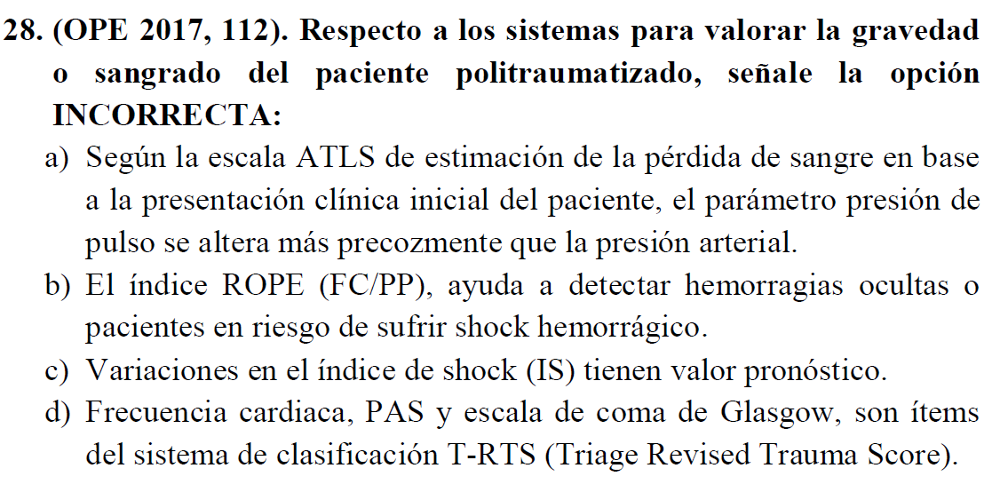 28. (OPE 2017, 112). Respecto a los sistemas para valorar la gravedad
o sangrado del paciente politraumatizado, señale la opción
INCORRECTA:
a) Según la escala ATLS de estimación de la pérdida de sangre en base
a la presentación clínica inicial del paciente, el parámetro presión de
pulso se altera más precozmente que la presión arterial.
b) El índice ROPE (FC/PP), ayuda a detectar hemorragias ocultas o
pacientes en riesgo de sufrir shock hemorrágico.
c) Variaciones en el índice de shock (IS) tienen valor pronóstico.
d) Frecuencia cardiaca, PAS y escala de coma de Glasgow, son ítems
del sistema de clasificación T-RTS (Triage Revised Trauma Score).